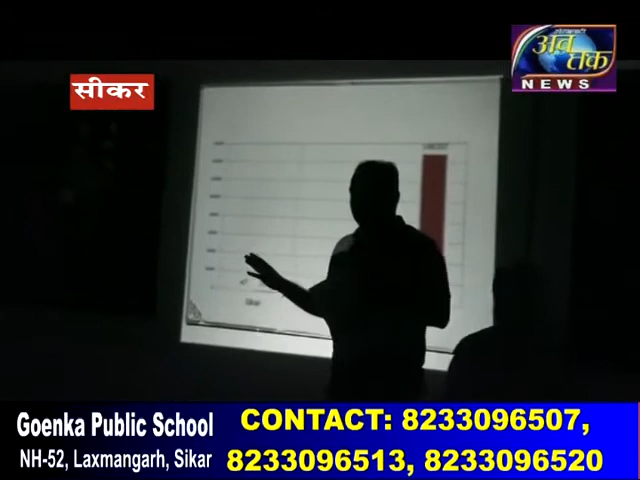 सीकर
अब
तक
NEWS
Goenka Public School
NH-52, Laxmangarh, Sikar
CONTACT: 8233096507,
8233096513, 8233096520